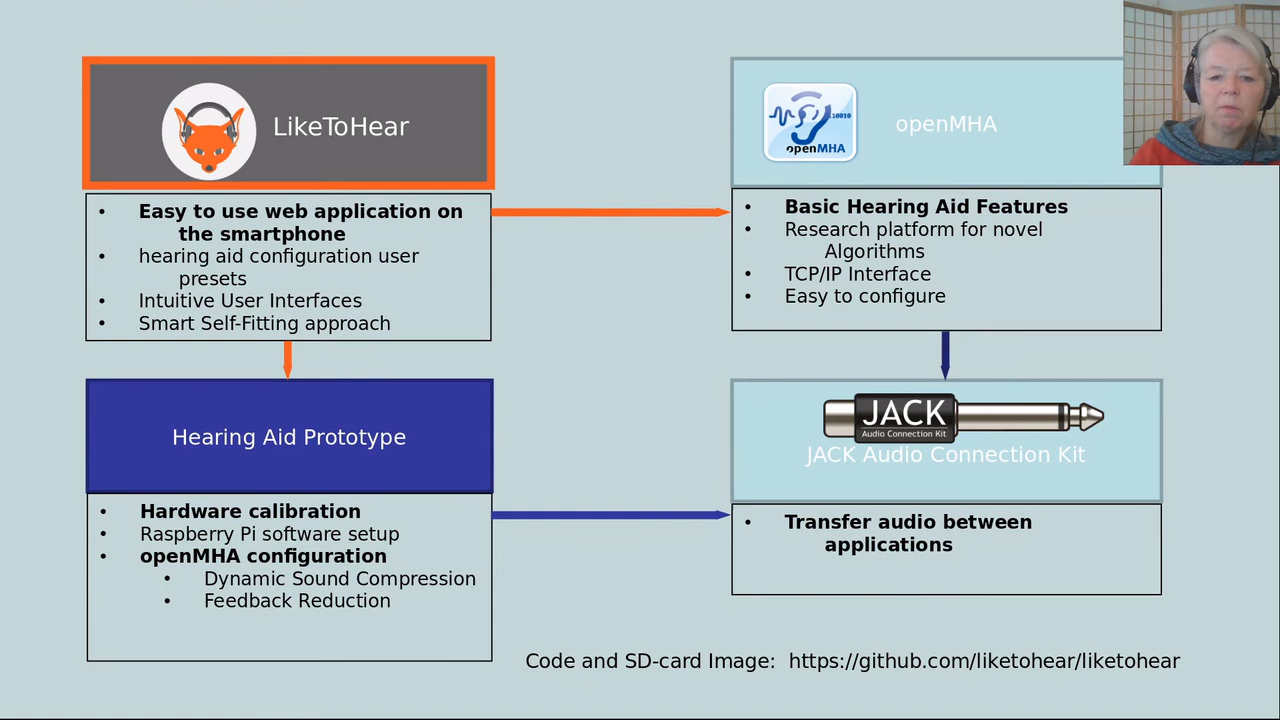 LikeToHear
• Easy to use web application on
the smartphone
• hearing aid configuration user
presets
• Intuitive User Interfaces
• Smart Self-Fitting approach
110010
openMHA
openMHA
• Basic Hearing Aid Features
• Research platform for novel
Algorithms
• TCP/IP Interface
• Easy to configure
Hearing Aid Prototype
• Hardware calibration
• Raspberry Pi software setup
• openMHA configuration
• Dynamic Sound Compression
• Feedback Reduction
JACK
Audio Connection Kit
JACK Audio Connection Kit
• Transfer audio between
applications
Code and SD-card Image: https://github.com/liketohear/liketohear